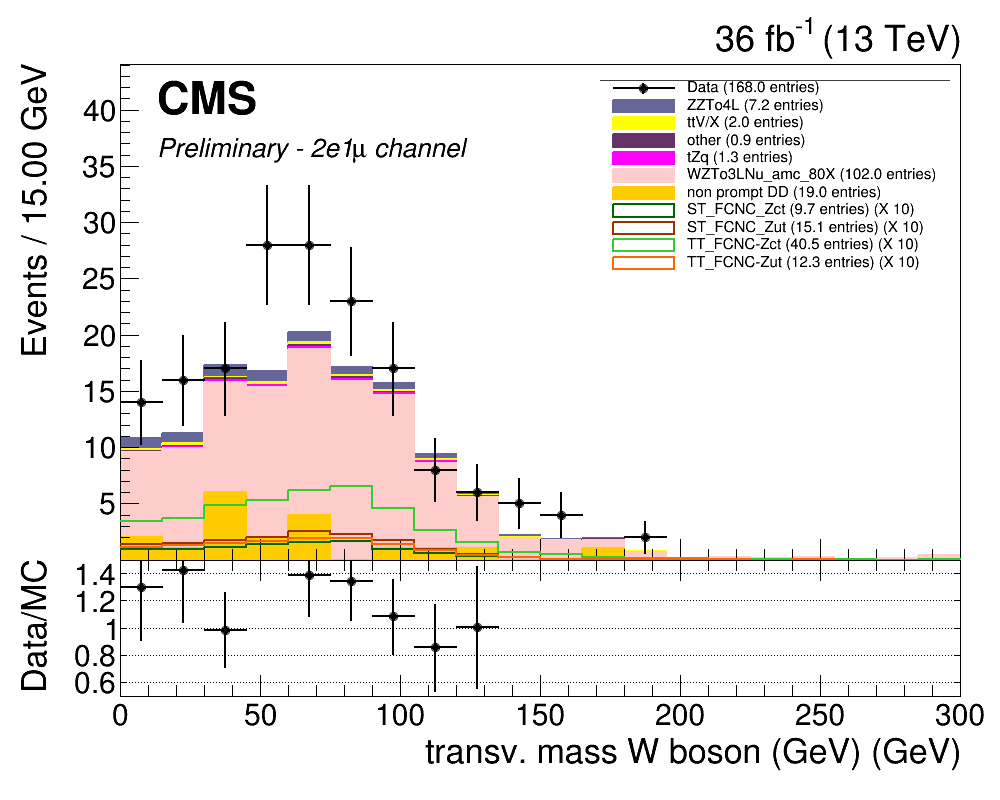 36 fb-1 (13 TeV)
CMS
Preliminary - 2e1μ channel
Data (168.0 entries)
ZZTo4L (7.2 entries)
ttV/X (2.0 entries)
other (0.9 entries)
tZq (1.3 entries)
WZTo3LNu_amc_80X (102.0 entries)
non prompt DD (19.0 entries)
ST_FCNC_Zct (9.7 entries) (X 10)
ST_FCNC_Zut (15.1 entries) (X 10)
TT_FCNC-Zct (40.5 entries) (X 10)
TT_FCNC-Zut (12.3 entries) (X 10)
Events / 15.00 GeV
40
35
30
25
20
15
10
5
Data/MC
1.4
1.2
1
0.8
0.6
0 50 100 150 200 250 300
transv. mass W boson (GeV) (GeV)